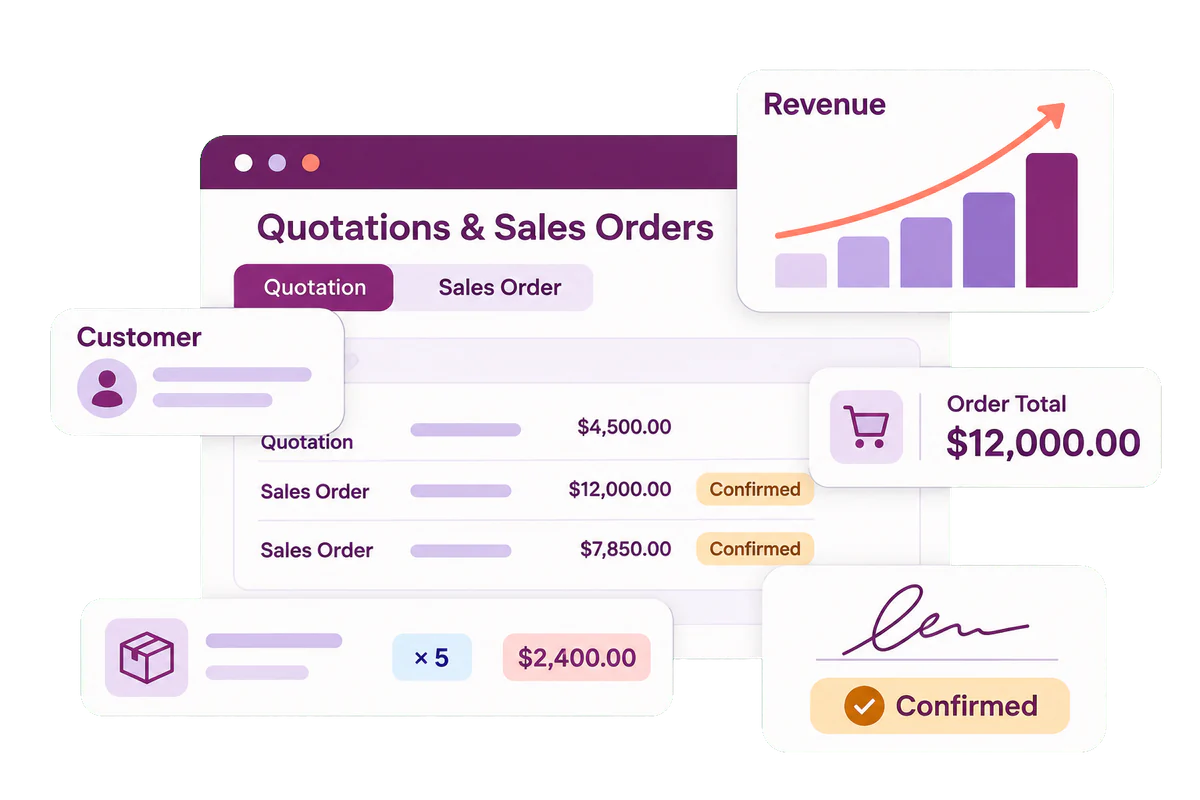 Revenue
Quotations & Sales Orders
Quotation
Sales Order
Customer
Quotation
$4,500.00
Sales Order
$12,000.00
Confirmed
Sales Order
$7,850.00
Confirmed
Order Total
$12,000.00
× 5
$2,400.00
Confirmed